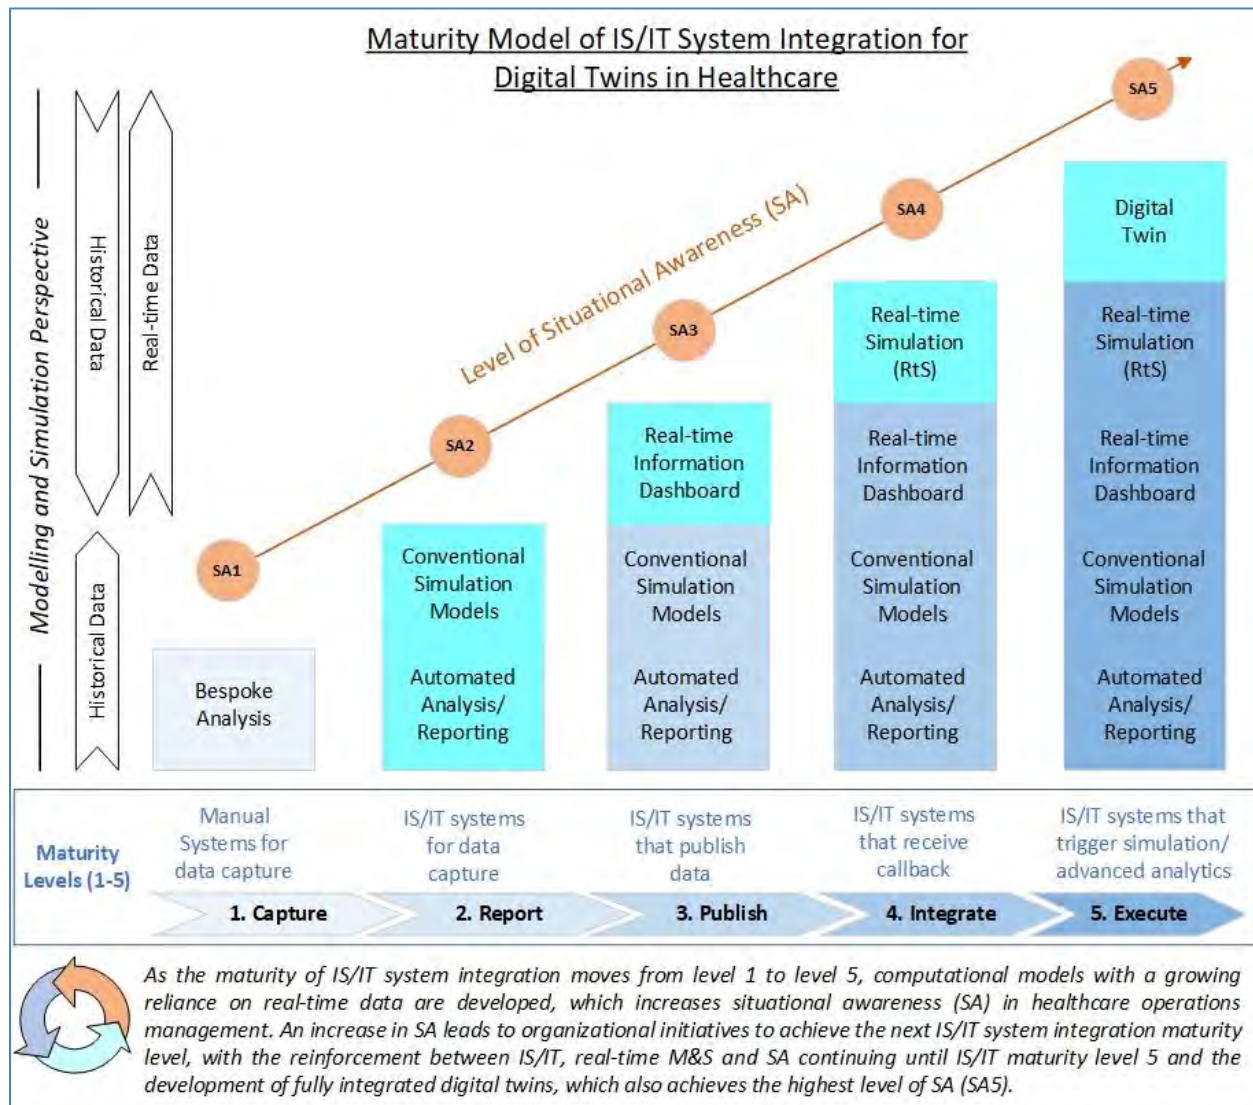 Maturity Model of IS/IT System Integration for
Digital Twins in Healthcare
Modelling and Simulation Perspective
Historical Data
Real-time Data
Historical Data
Level of Situational Awareness (SA)
SA1
SA2
SA3
SA4
SA5
Bespoke
Analysis
Conventional
Simulation
Models
Automated
Analysis/
Reporting
Real-time
Information
Dashboard
Conventional
Simulation
Models
Automated
Analysis/
Reporting
Real-time
Simulation
(RtS)
Real-time
Information
Dashboard
Conventional
Simulation
Models
Automated
Analysis/
Reporting
Digital
Twin
Real-time
Simulation
(RtS)
Real-time
Information
Dashboard
Conventional
Simulation
Models
Automated
Analysis/
Reporting
Maturity
Levels (1-5)
Manual
Systems for
data capture
1. Capture
IS/IT systems
for data
capture
2. Report
IS/IT systems
that publish
data
3. Publish
IS/IT systems
that receive
callback
4. Integrate
IS/IT systems that
trigger simulation/
advanced analytics
5. Execute
As the maturity of IS/IT system integration moves from level 1 to level 5, computational models with a growing
reliance on real-time data are developed, which increases situational awareness (SA) in healthcare operations
management. An increase in SA leads to organizational initiatives to achieve the next IS/IT system integration maturity
level, with the reinforcement between IS/IT, real-time M&S and SA continuing until IS/IT maturity level 5 and the
development of fully integrated digital twins, which also achieves the highest level of SA (SA5).